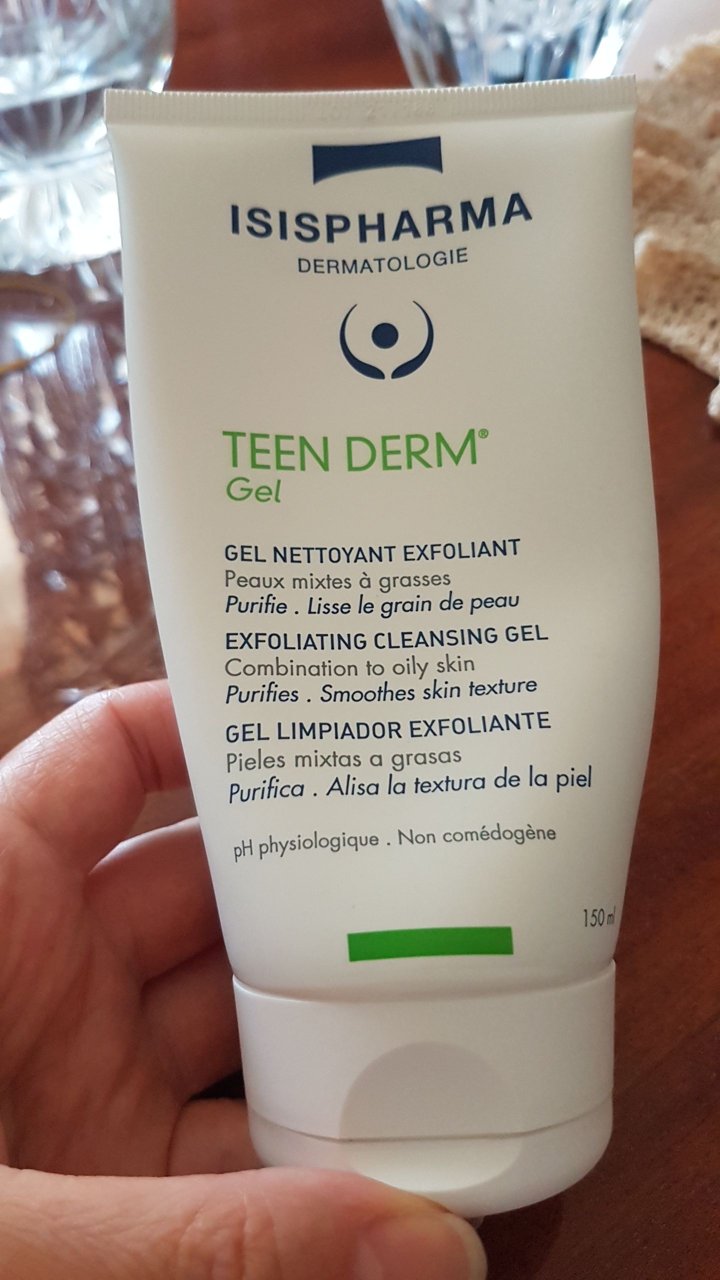 ISISPHARMA
DERMATOLOGIE
TEEN DERM®
Gel
GEL NETTOYANT EXFOLIANT
Peaux mixtes à grasses
Purifie . Lisse le grain de peau
EXFOLIATING CLEANSING GEL
Combination to oily skin
Purifies . Smoothes skin texture
GEL LIMPIADOR EXFOLIANTE
Pieles mixtas a grasas
Purifica . Alisa la textura de la piel
pH physiologique . Non comédogène
150 ml